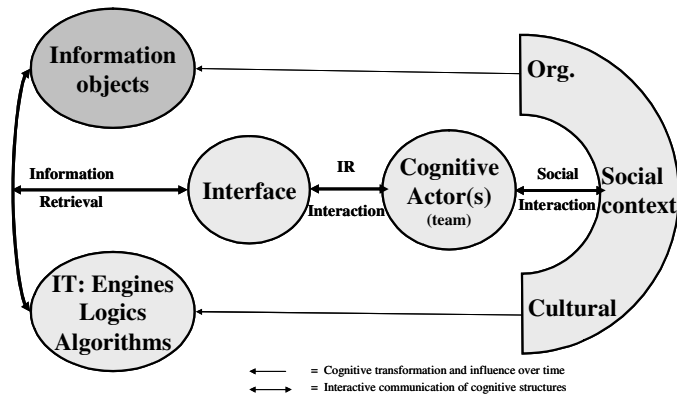 Information
objects
Org.
Information
Retrieval
Interface
IR
Interaction
Cognitive
Actor(s)
(team)
Social
Interaction
Social
context
IT: Engines
Logics
Algorithms
Cultural
= Cognitive transformation and influence over time
= Interactive communication of cognitive structures